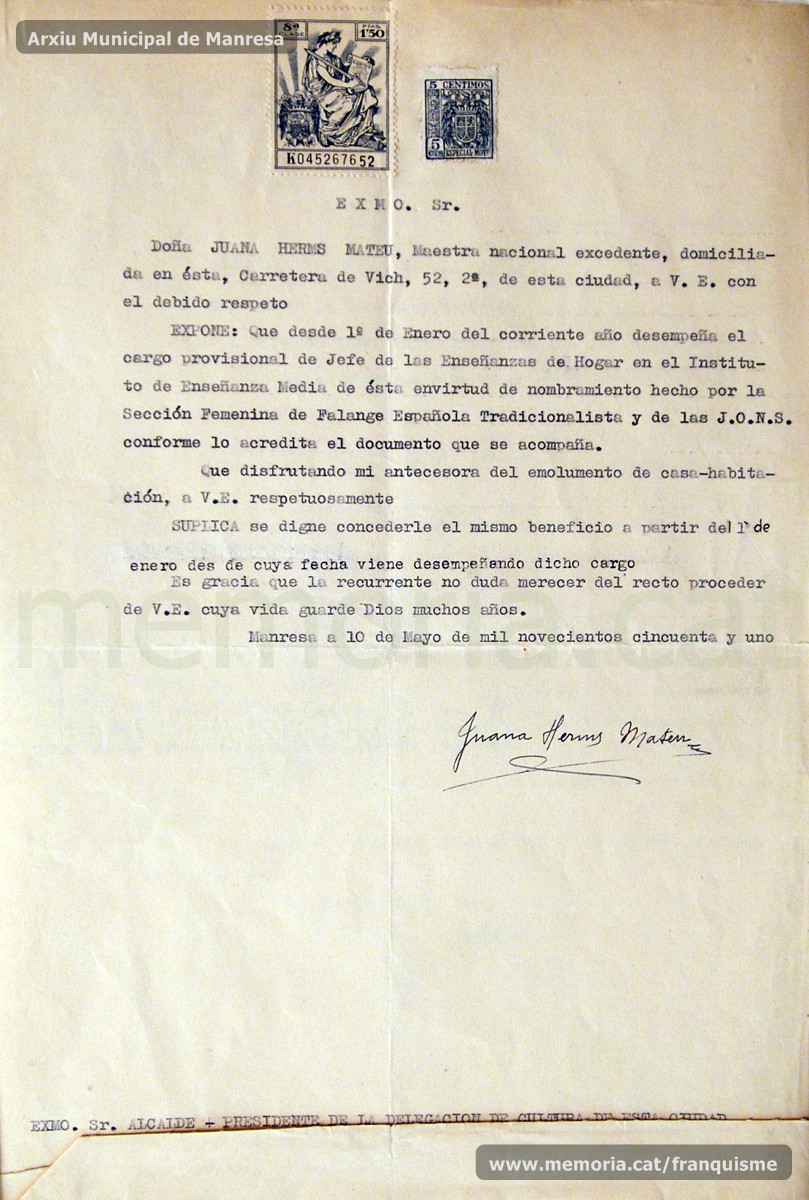 Arxiu Municipal de Manresa
8ª CLASE PTAS. 1'50
K045267652
5 CENTIMOS
5
ESPECIAL MOVIL
EXMO. Sr.
Doña JUANA HERMS MATEU, Maestra nacional excedente, domicilia-
da en ésta, Carretera de Vich, 52, 2ª, de esta ciudad, a V. E. con
el debido respeto
EXPONE: Que desde 1º de Enero del corriente año desempeña el
cargo provisional de Jefe de las Enseñanzas de Hogar en el Institu-
to de Enseñanza Media de ésta envirtud de nombramiento hecho por la
Sección Femenina de Falange Española Tradicionalista y de las J.O.N.S.
conforme lo acredita el documento que se acompaña.
Que disfrutando mi antecesora del emolumento de casa-habita-
ción, a V.E. respetuosamente
SUPLICA se digne concederle el mismo beneficio a partir del 1º de
enero des de cuya fecha viene desempeñando dicho cargo
Es gracia que la recurrente no duda merecer del recto proceder
de V.E. cuya vida guarde Dios muchos años.
Manresa a 10 de Mayo de mil novecientos cincuenta y uno
memoria.cat
Juana Herms Mateu
EXMO. Sr. ALCALDE + PRESIDENTE DE LA DELEGACION DE CULTURA DE ESTA CIUDAD
www.memoria.cat/franquisme